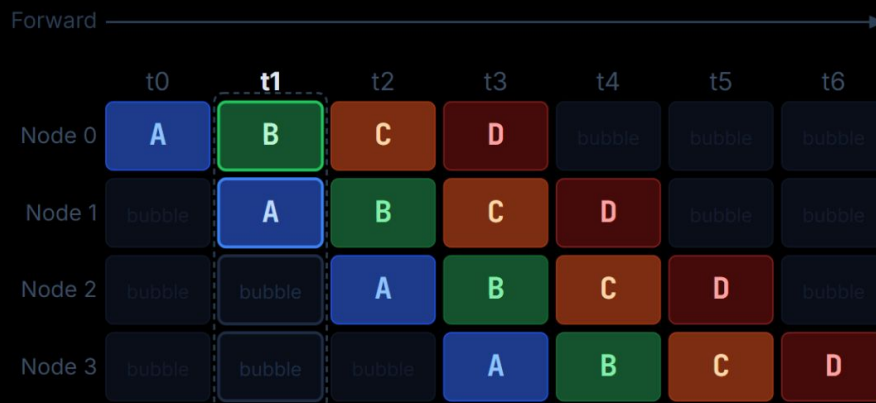 Forward
t0 t1 t2 t3 t4 t5 t6
Node 0 A B C D bubble bubble bubble
Node 1 bubble A B C D bubble bubble
Node 2 bubble bubble A B C D bubble
Node 3 bubble bubble bubble A B C D